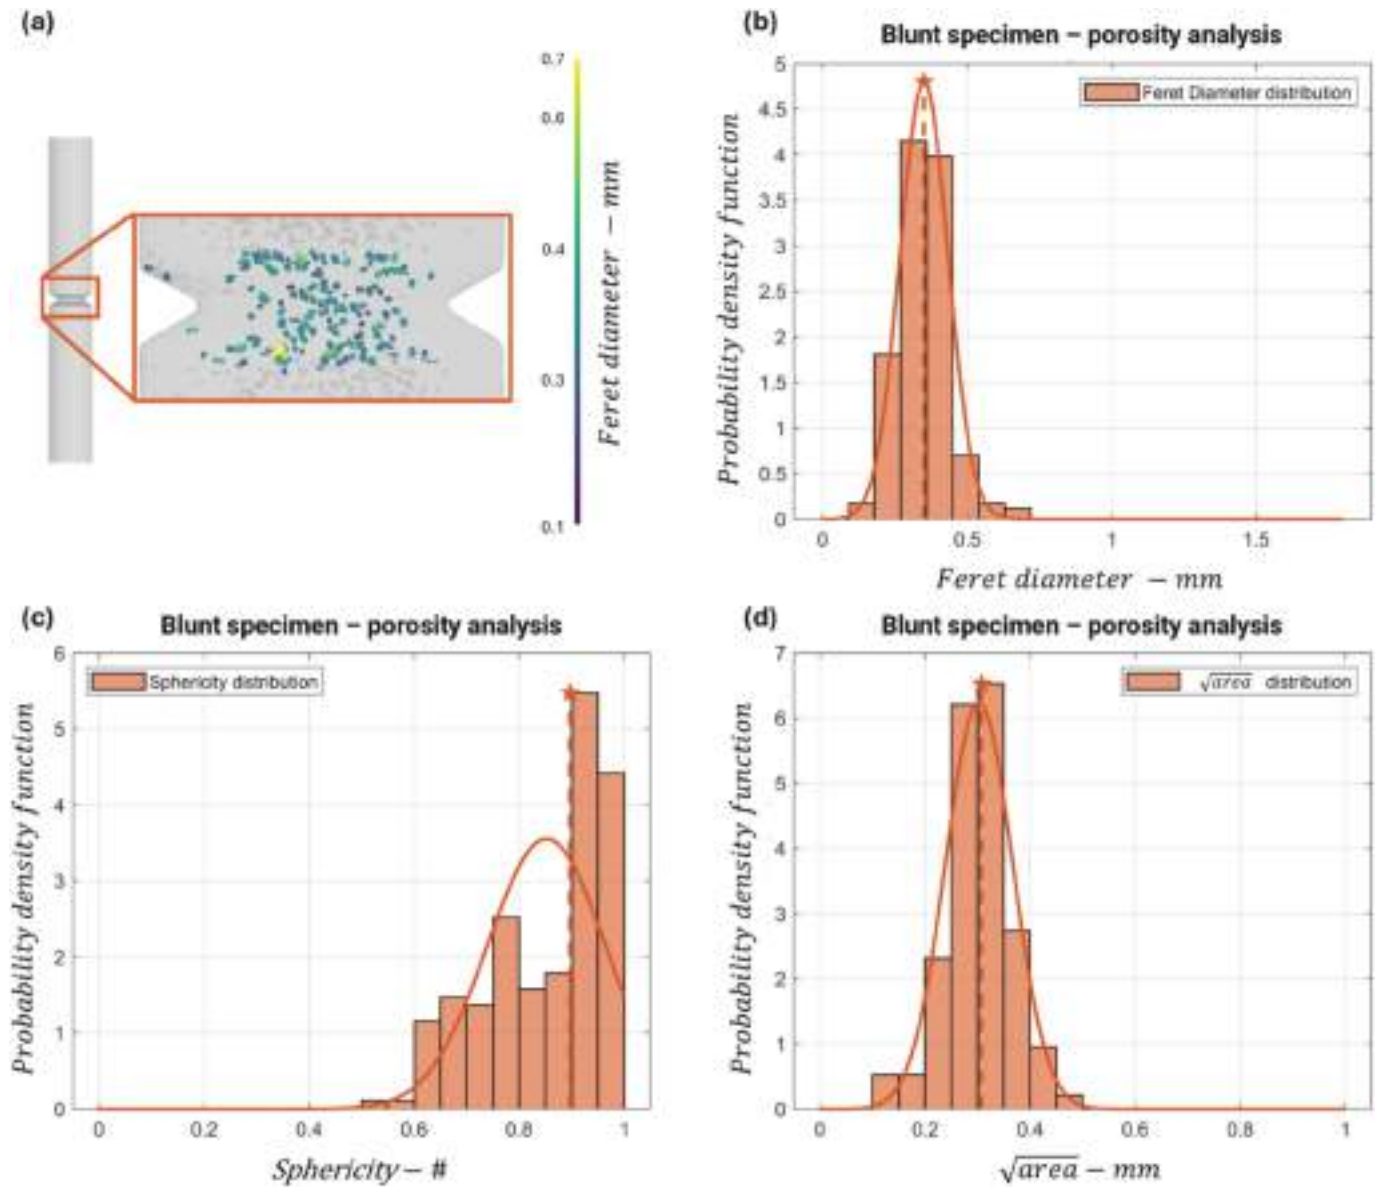 (a)
0.7
0.6
0.4
0.3
0.1
Feret diameter − mm
(b)
Blunt specimen – porosity analysis
Feret Diameter distribution
Probability density function
5
4.5
4
3.5
3
2.5
2
1.5
1
0.5
0
0 0.5 1 1.5
Feret diameter − mm
(c)
Blunt specimen – porosity analysis
Sphericity distribution
Probability density function
6
5
4
3
2
1
0
0 0.2 0.4 0.6 0.8 1
Sphericity − #
(d)
Blunt specimen – porosity analysis
√area distribution
Probability density function
7
6
5
4
3
2
1
0
0 0.2 0.4 0.6 0.8 1
√area − mm